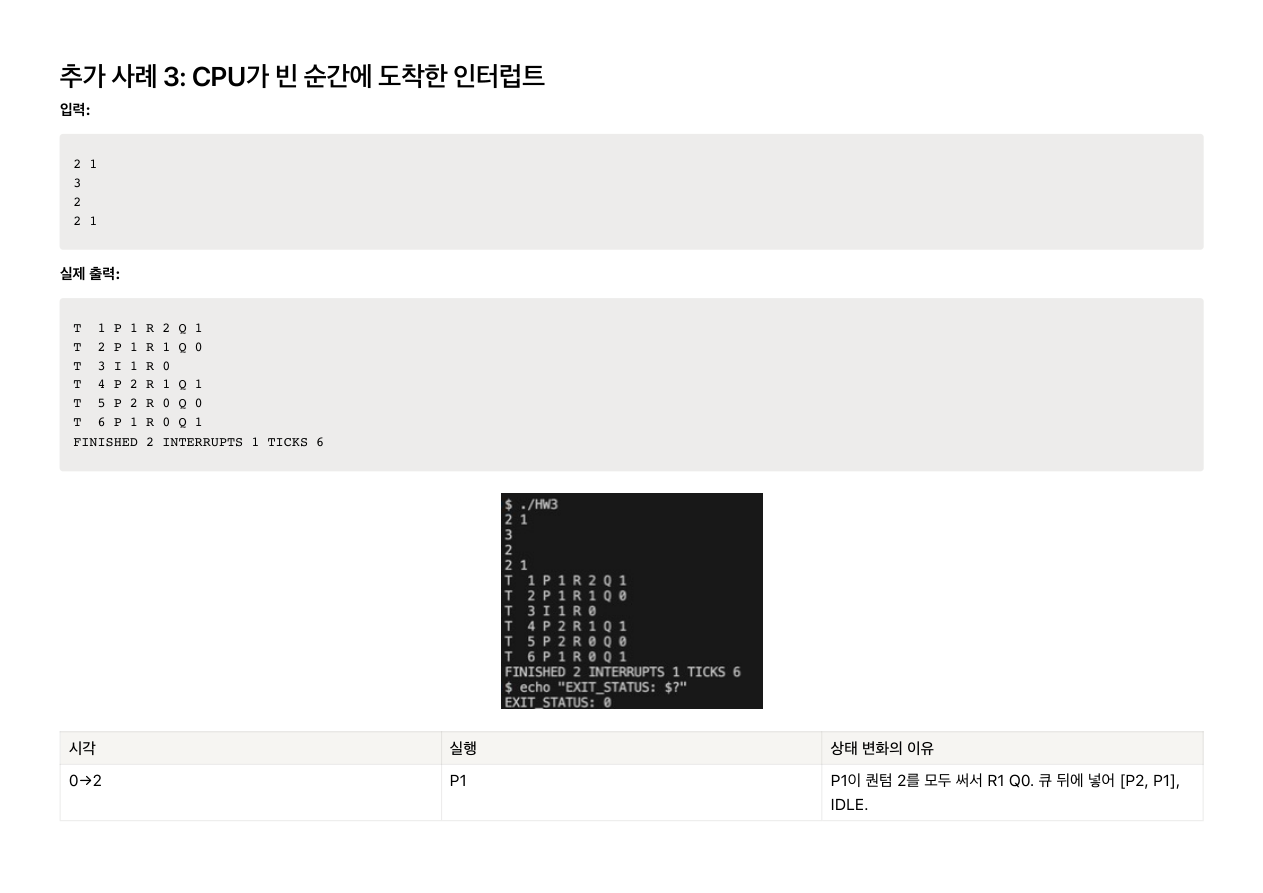 추가 사례 3: CPU가 빈 순간에 도착한 인터럽트
입력:
2 1
3
2
2 1
실제 출력:
T  1 P 1 R 2 Q 1
T  2 P 1 R 1 Q 0
T  3 I 1 R 0
T  4 P 2 R 1 Q 1
T  5 P 2 R 0 Q 0
T  6 P 1 R 0 Q 1
FINISHED 2 INTERRUPTS 1 TICKS 6
$ ./HW3
2 1
3
2
2 1
T  1 P 1 R 2 Q 1
T  2 P 1 R 1 Q 0
T  3 I 1 R 0
T  4 P 2 R 1 Q 1
T  5 P 2 R 0 Q 0
T  6 P 1 R 0 Q 1
FINISHED 2 INTERRUPTS 1 TICKS 6
$ echo "EXIT_STATUS: $?"
EXIT_STATUS: 0
시각 실행 상태 변화의 이유
0→2 P1 P1이 퀀텀 2를 모두 써서 R1 Q0. 큐 뒤에 넣어 [P2, P1],
IDLE.